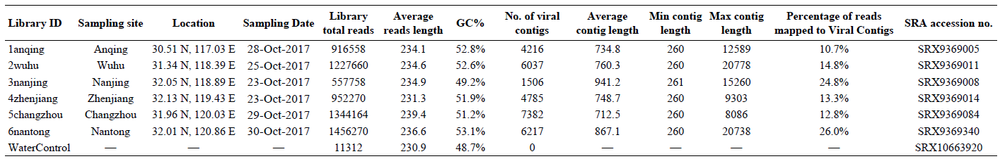 Library ID Sampling site Location Sampling Date Library total reads Average reads length GC% No. of viral contigs Average contig length Min contig length Max contig length Percentage of reads mapped to Viral Contigs SRA accession no.
1anqing Anqing 30.51 N, 117.03 E 28-Oct-2017 916558 234.1 52.8% 4216 734.8 260 12589 10.7% SRX9369005
2wuhu Wuhu 31.34 N, 118.39 E 25-Oct-2017 1227660 234.6 52.6% 6037 760.3 260 20778 14.8% SRX9369011
3nanjing Nanjing 32.05 N, 118.89 E 23-Oct-2017 557758 234.9 49.2% 1506 941.2 261 15260 24.8% SRX9369008
4zhenjiang Zhenjiang 32.13 N, 119.43 E 23-Oct-2017 952270 231.3 51.9% 4785 748.7 260 9303 13.3% SRX9369014
5changzhou Changzhou 31.96 N, 120.03 E 29-Oct-2017 1344164 239.4 51.2% 7382 712.5 260 8086 12.8% SRX9369084
6nantong Nantong 32.01 N, 120.86 E 30-Oct-2017 1456270 236.6 53.1% 6217 867.1 260 20738 26.0% SRX9369340
WaterControl — — — 11312 230.9 48.7% 0 — — — — SRX10663920